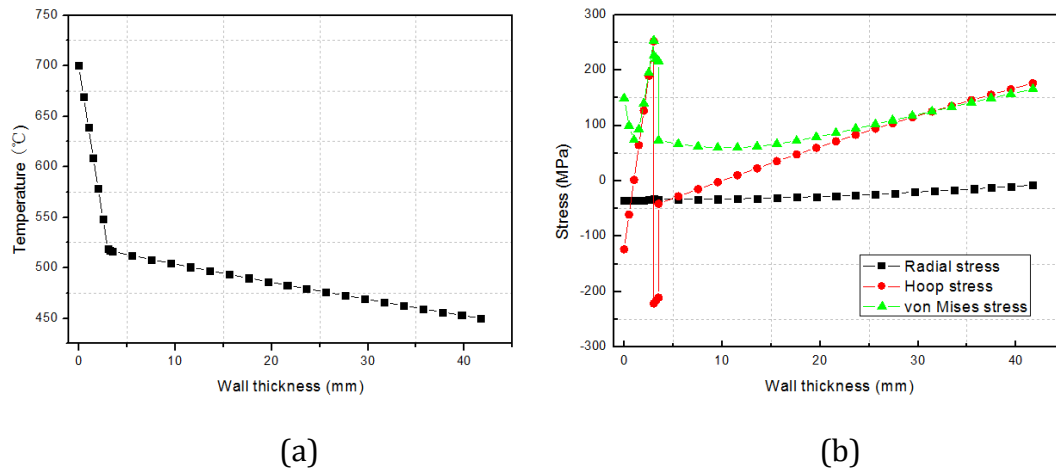 750
700
650
600
550
500
450
Temperature (℃)
0
10
20
30
40
Wall thickness (mm)
(a)
300
200
100
0
-100
-200
-300
Stress (MPa)
Radial stress
Hoop stress
von Mises stress
0
10
20
30
40
Wall thickness (mm)
(b)